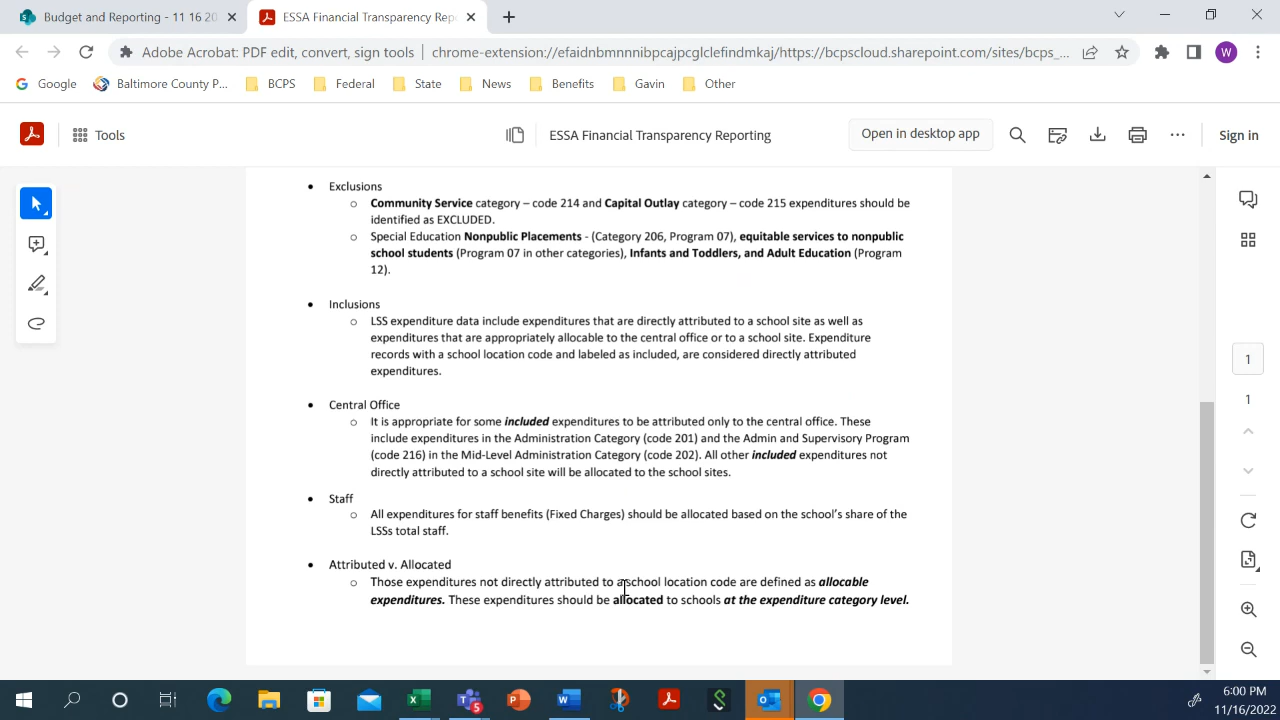 Budget and Reporting - 11 16 20
ESSA Financial Transparency Rep
Adobe Acrobat: PDF edit, convert, sign tools | chrome-extension://efaidnbmnnnibpcajpcglclefindmkaj/https://bcpscloud.sharepoint.com/sites/bcps_...
W
Google
Baltimore County P...
BCPS
Federal
State
News
Benefits
Gavin
Other
Tools
ESSA Financial Transparency Reporting
Open in desktop app
Sign in
• Exclusions
o Community Service category – code 214 and Capital Outlay category – code 215 expenditures should be
identified as EXCLUDED.
o Special Education Nonpublic Placements - (Category 206, Program 07), equitable services to nonpublic
school students (Program 07 in other categories), Infants and Toddlers, and Adult Education (Program
12).
• Inclusions
o LSS expenditure data include expenditures that are directly attributed to a school site as well as
expenditures that are appropriately allocable to the central office or to a school site. Expenditure
records with a school location code and labeled as included, are considered directly attributed
expenditures.
• Central Office
o It is appropriate for some included expenditures to be attributed only to the central office. These
include expenditures in the Administration Category (code 201) and the Admin and Supervisory Program
(code 216) in the Mid-Level Administration Category (code 202). All other included expenditures not
directly attributed to a school site will be allocated to the school sites.
• Staff
o All expenditures for staff benefits (Fixed Charges) should be allocated based on the school's share of the
LSSs total staff.
• Attributed v. Allocated
o Those expenditures not directly attributed to a school location code are defined as allocable
expenditures. These expenditures should be allocated to schools at the expenditure category level.
1
1
6:00 PM
11/16/2022